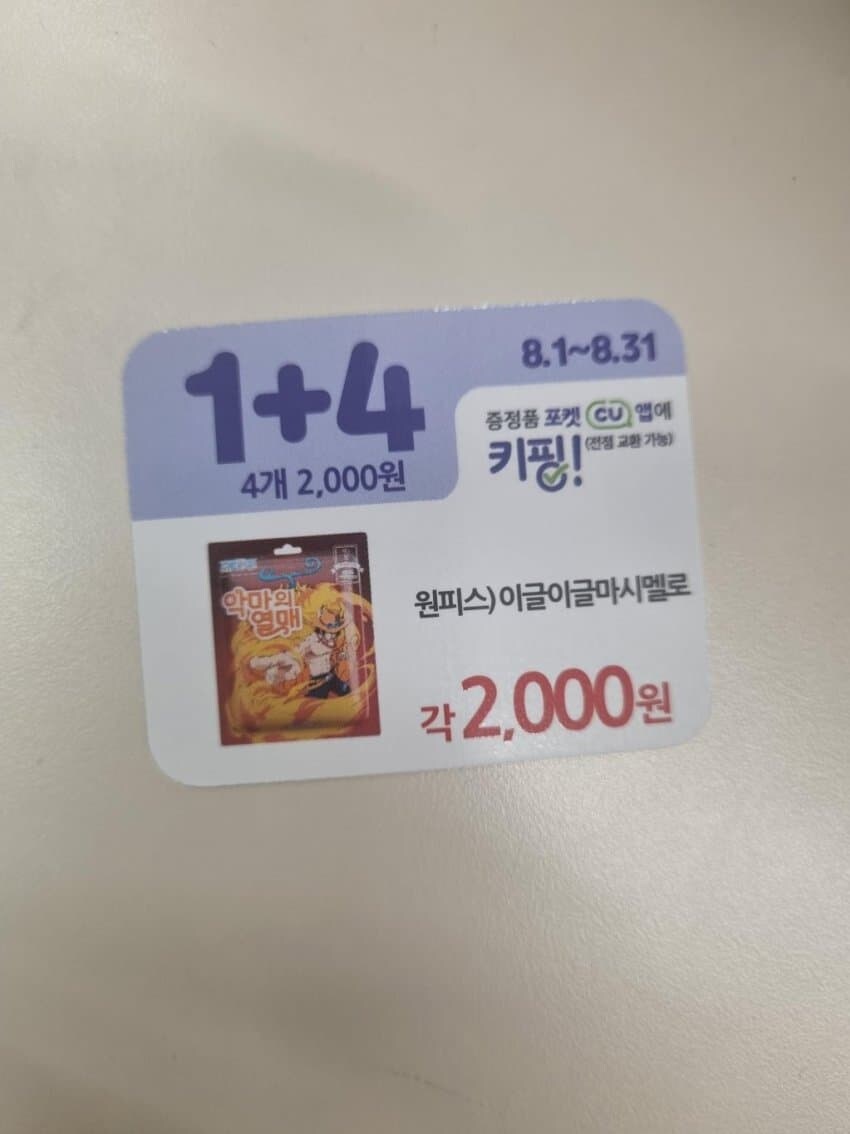 1+4
4개 2,000원
8.1~8.31
증정품 포켓 CU 앱에
키핑! (전점 교환 가능)
악마의
열매
원피스) 이글이글마시멜로
각 2,000원